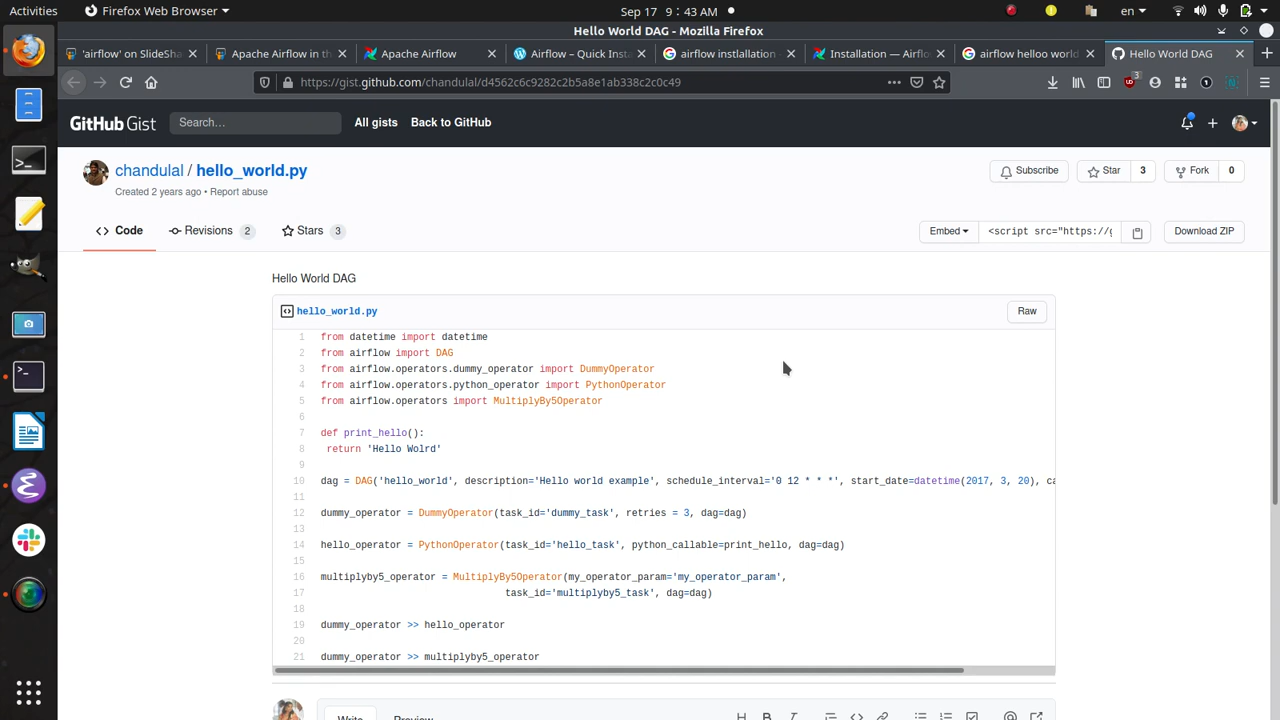 Activities
Firefox Web Browser
Sep 17 9:43 AM
en
Hello World DAG - Mozilla Firefox
'airflow' on SlideSha
Apache Airflow in th
Apache Airflow
Airflow - Quick Insta
airflow installation -
Installation — Airflow
airflow helloo world
Hello World DAG
https://gist.github.com/chandulal/d4562c6c9282c2b5a8e1ab338c2c0c49
3
GitHub Gist
Search…
All gists
Back to GitHub
chandulal / hello_world.py
Created 2 years ago • Report abuse
Subscribe
Star 3
Fork 0
Code
Revisions 2
Stars 3
Embed
<script src="https://g
Download ZIP
Hello World DAG
hello_world.py
Raw
1 from datetime import datetime
2 from airflow import DAG
3 from airflow.operators.dummy_operator import DummyOperator
4 from airflow.operators.python_operator import PythonOperator
5 from airflow.operators import MultiplyBy5Operator
6
7 def print_hello():
8 return 'Hello Wolrd'
9
10 dag = DAG('hello_world', description='Hello world example', schedule_interval='0 12 * * *', start_date=datetime(2017, 3, 20), ca
11
12 dummy_operator = DummyOperator(task_id='dummy_task', retries = 3, dag=dag)
13
14 hello_operator = PythonOperator(task_id='hello_task', python_callable=print_hello, dag=dag)
15
16 multiplyby5_operator = MultiplyBy5Operator(my_operator_param='my_operator_param',
17 task_id='multiplyby5_task', dag=dag)
18
19 dummy_operator >> hello_operator
20
21 dummy_operator >> multiplyby5_operator
Write
Preview